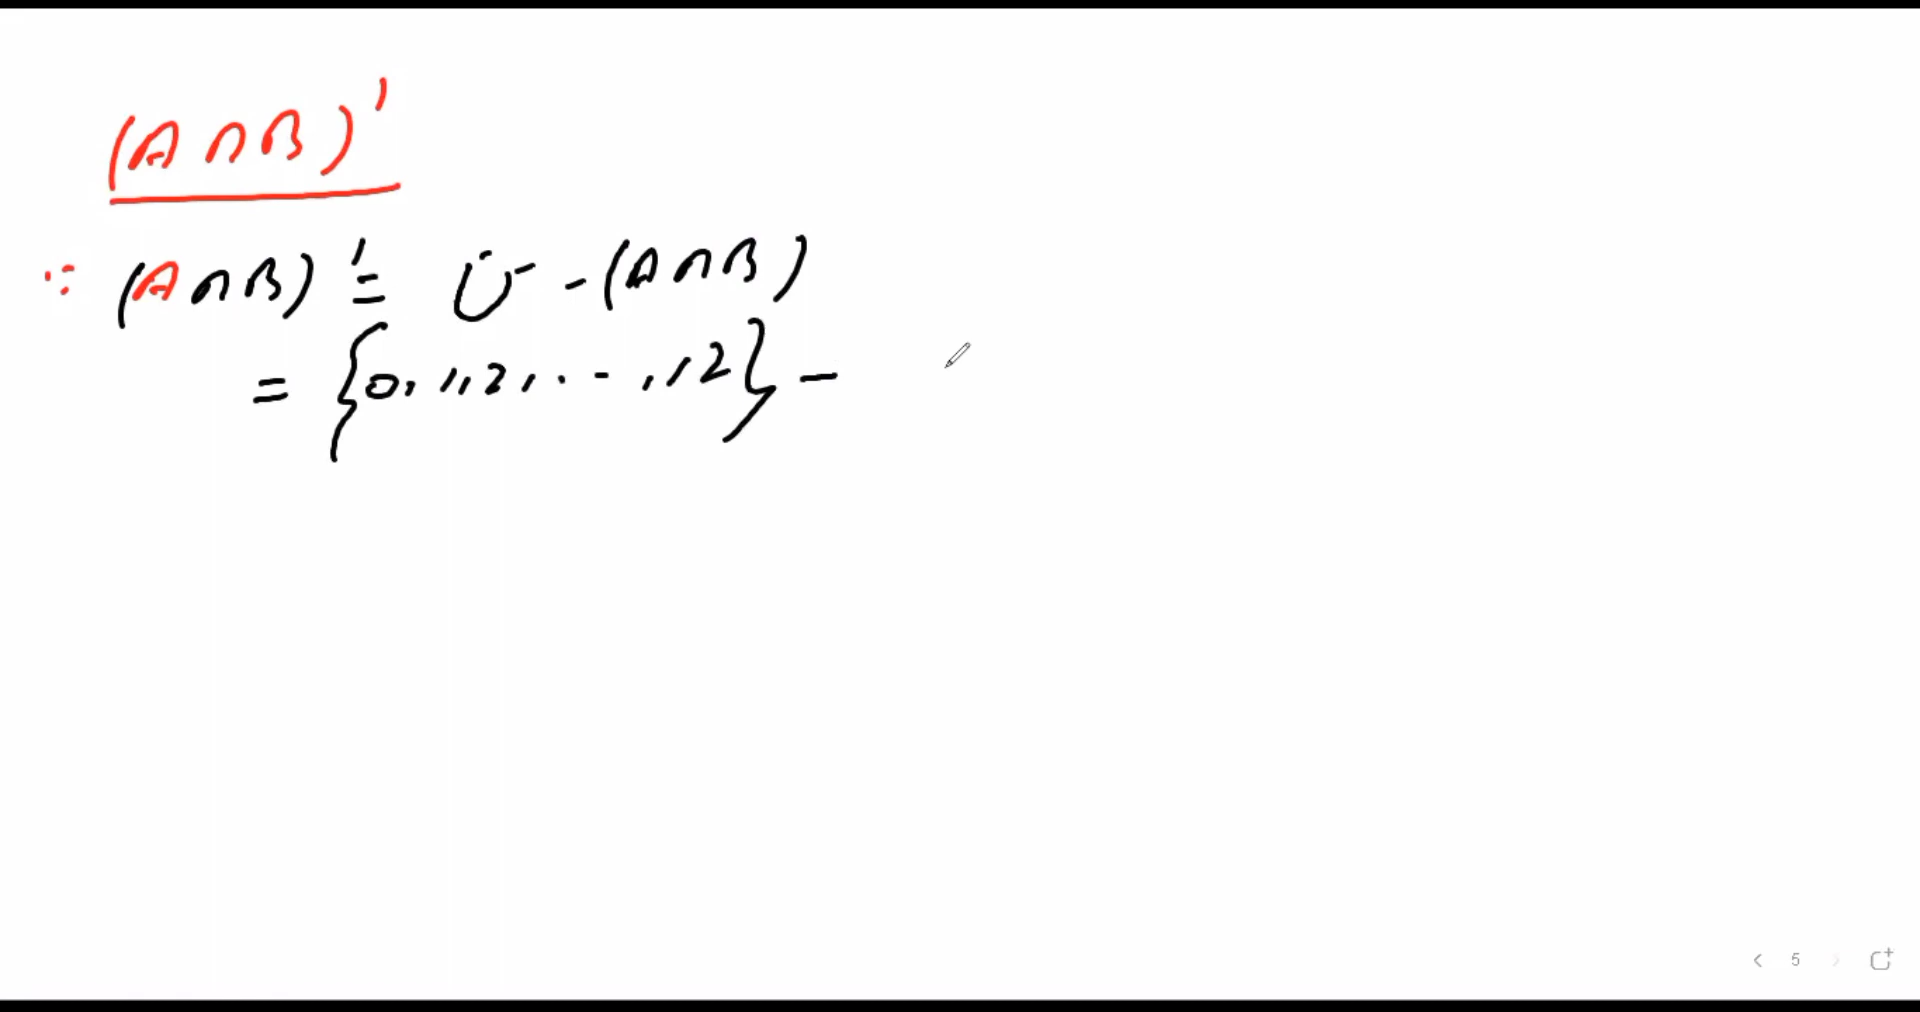 (A∩B)'
∵ (A∩B)' = U - (A∩B)
= {0, 1, 2, . - - , 12} -
5